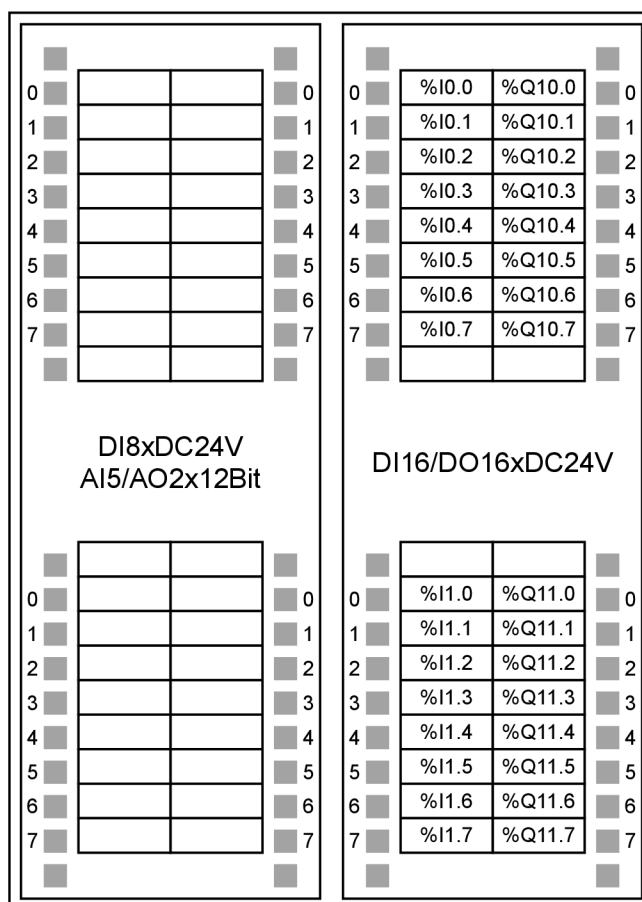 0 0 0 %I0.0 %Q10.0 0
1 1 1 %I0.1 %Q10.1 1
2 2 2 %I0.2 %Q10.2 2
3 3 3 %I0.3 %Q10.3 3
4 4 4 %I0.4 %Q10.4 4
5 5 5 %I0.5 %Q10.5 5
6 6 6 %I0.6 %Q10.6 6
7 7 7 %I0.7 %Q10.7 7
DI8xDC24V
AI5/AO2x12Bit
DI16/DO16xDC24V
0 0 0 %I1.0 %Q11.0 0
1 1 1 %I1.1 %Q11.1 1
2 2 2 %I1.2 %Q11.2 2
3 3 3 %I1.3 %Q11.3 3
4 4 4 %I1.4 %Q11.4 4
5 5 5 %I1.5 %Q11.5 5
6 6 6 %I1.6 %Q11.6 6
7 7 7 %I1.7 %Q11.7 7